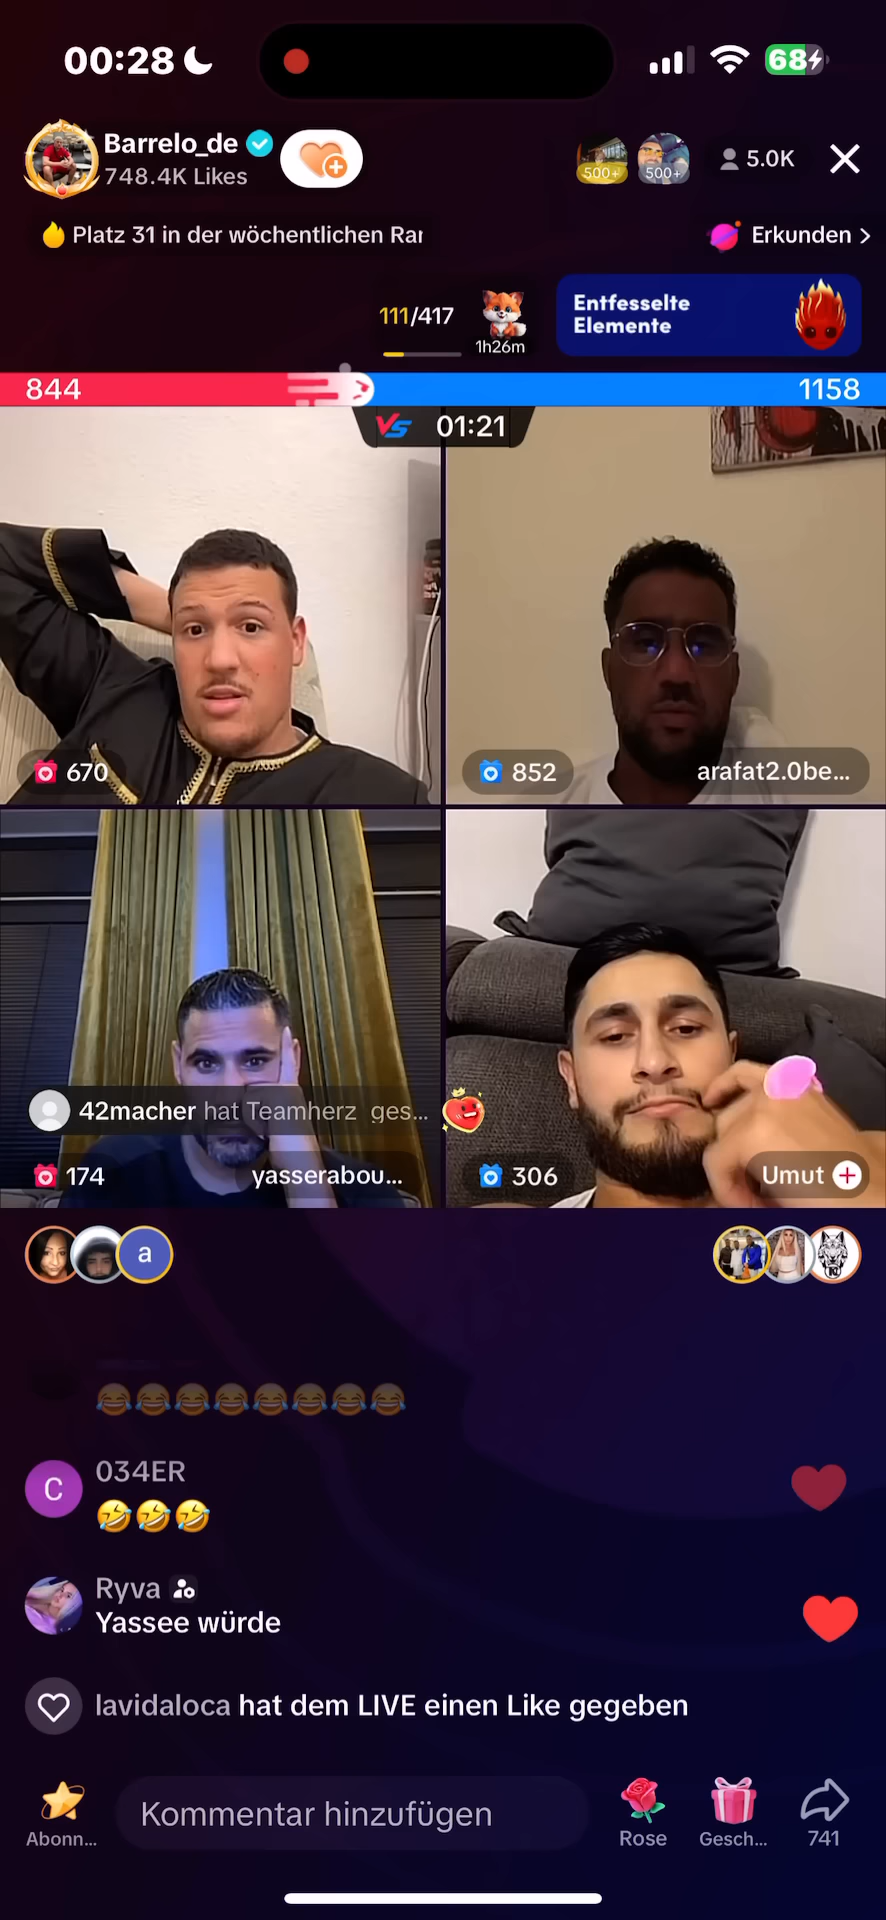 00:28
68
Barrelo_de
748.4K Likes
500+
500+
5.0K
Platz 31 in der wöchentlichen Rar
Erkunden >
111/417
1h26m
Entfesselte
Elemente
844
1158
VS 01:21
670
852
arafat2.0be...
42macher hat Teamherz ges...
174
yasserabou...
306
Umut
a
C
034ER
😂😂😂😂😂😂😂😂
🤣🤣🤣
Ryva
Yassee würde
lavidaloca hat dem LIVE einen Like gegeben
Abonn...
Kommentar hinzufügen
Rose
Gesch...
741